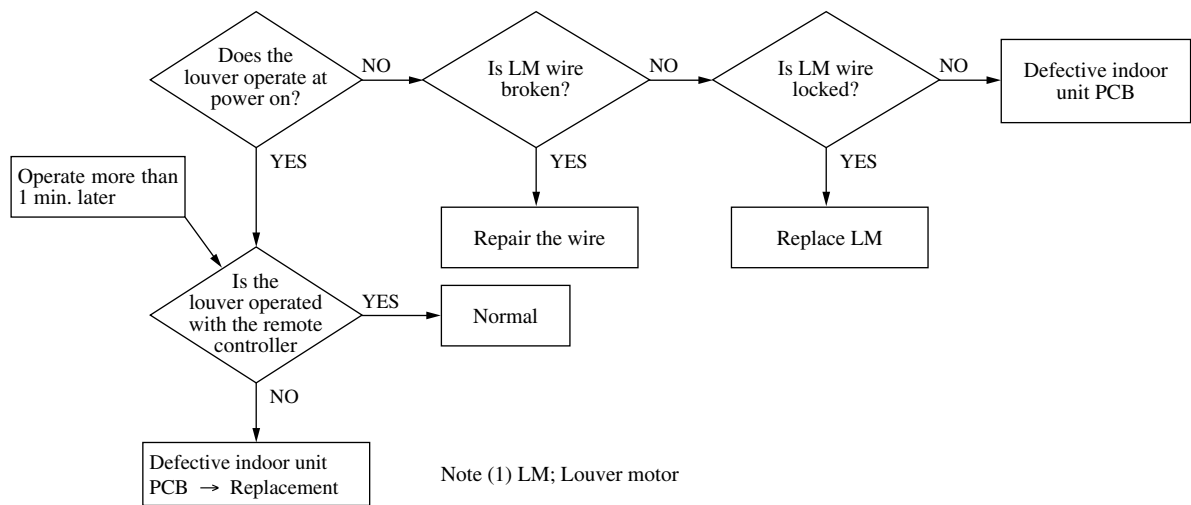 Does the
louver operate at
power on?
NO
Is LM wire
broken?
NO
Is LM wire
locked?
NO
Defective indoor
unit PCB
YES
YES
YES
Operate more than
1 min. later
Repair the wire
Replace LM
Is the
louver operated
with the remote
controller
YES
Normal
NO
Defective indoor unit
PCB → Replacement
Note (1) LM; Louver motor